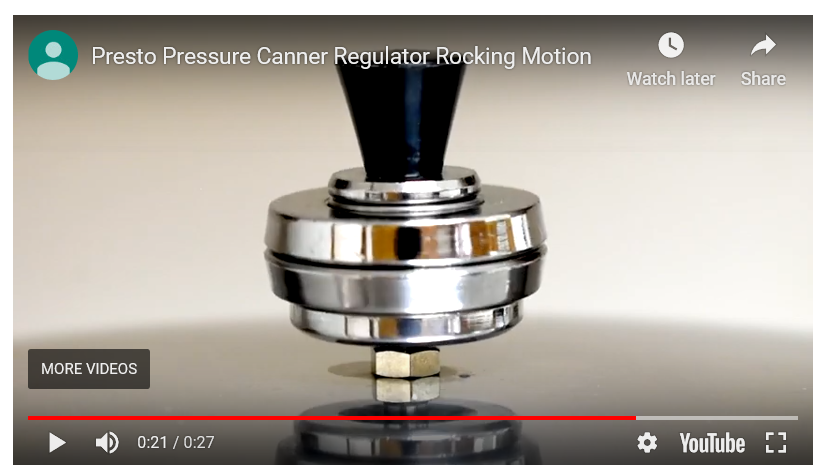 Presto Pressure Canner Regulator Rocking Motion
Watch later
Share
MORE VIDEOS
0:21 / 0:27
YouTube